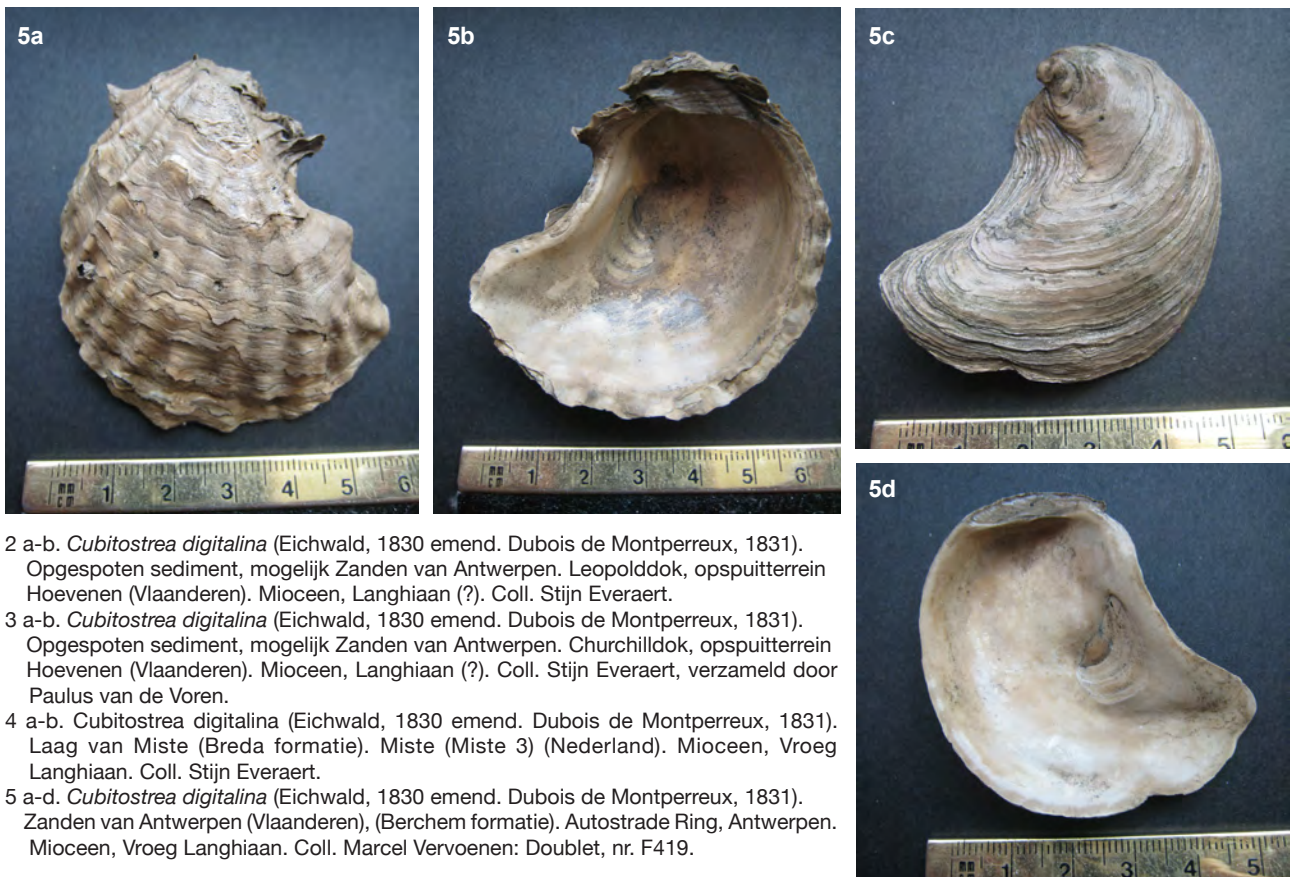 5a
5b
5c
mm
cm
1
2
3
4
5
6
mm
cm
1
2
3
4
5
6
1
2
3
4
5
5d
2 a-b. Cubitostrea digitalina (Eichwald, 1830 emend. Dubois de Montperreux, 1831).
Opgespoten sediment, mogelijk Zanden van Antwerpen. Leopolddok, opspuitterrein
Hoevenen (Vlaanderen). Mioceen, Langhiaan (?). Coll. Stijn Everaert.
3 a-b. Cubitostrea digitalina (Eichwald, 1830 emend. Dubois de Montperreux, 1831).
Opgespoten sediment, mogelijk Zanden van Antwerpen. Churchilldok, opspuitterrein
Hoevenen (Vlaanderen). Mioceen, Langhiaan (?). Coll. Stijn Everaert, verzameld door
Paulus van de Voren.
4 a-b. Cubitostrea digitalina (Eichwald, 1830 emend. Dubois de Montperreux, 1831).
Laag van Miste (Breda formatie). Miste (Miste 3) (Nederland). Mioceen, Vroeg
Langhiaan. Coll. Stijn Everaert.
5 a-d. Cubitostrea digitalina (Eichwald, 1830 emend. Dubois de Montperreux, 1831).
Zanden van Antwerpen (Vlaanderen), (Berchem formatie). Autostrade Ring, Antwerpen.
Mioceen, Vroeg Langhiaan. Coll. Marcel Vervoenen: Doublet, nr. F419.
mm
cm
1
2
3
4
5